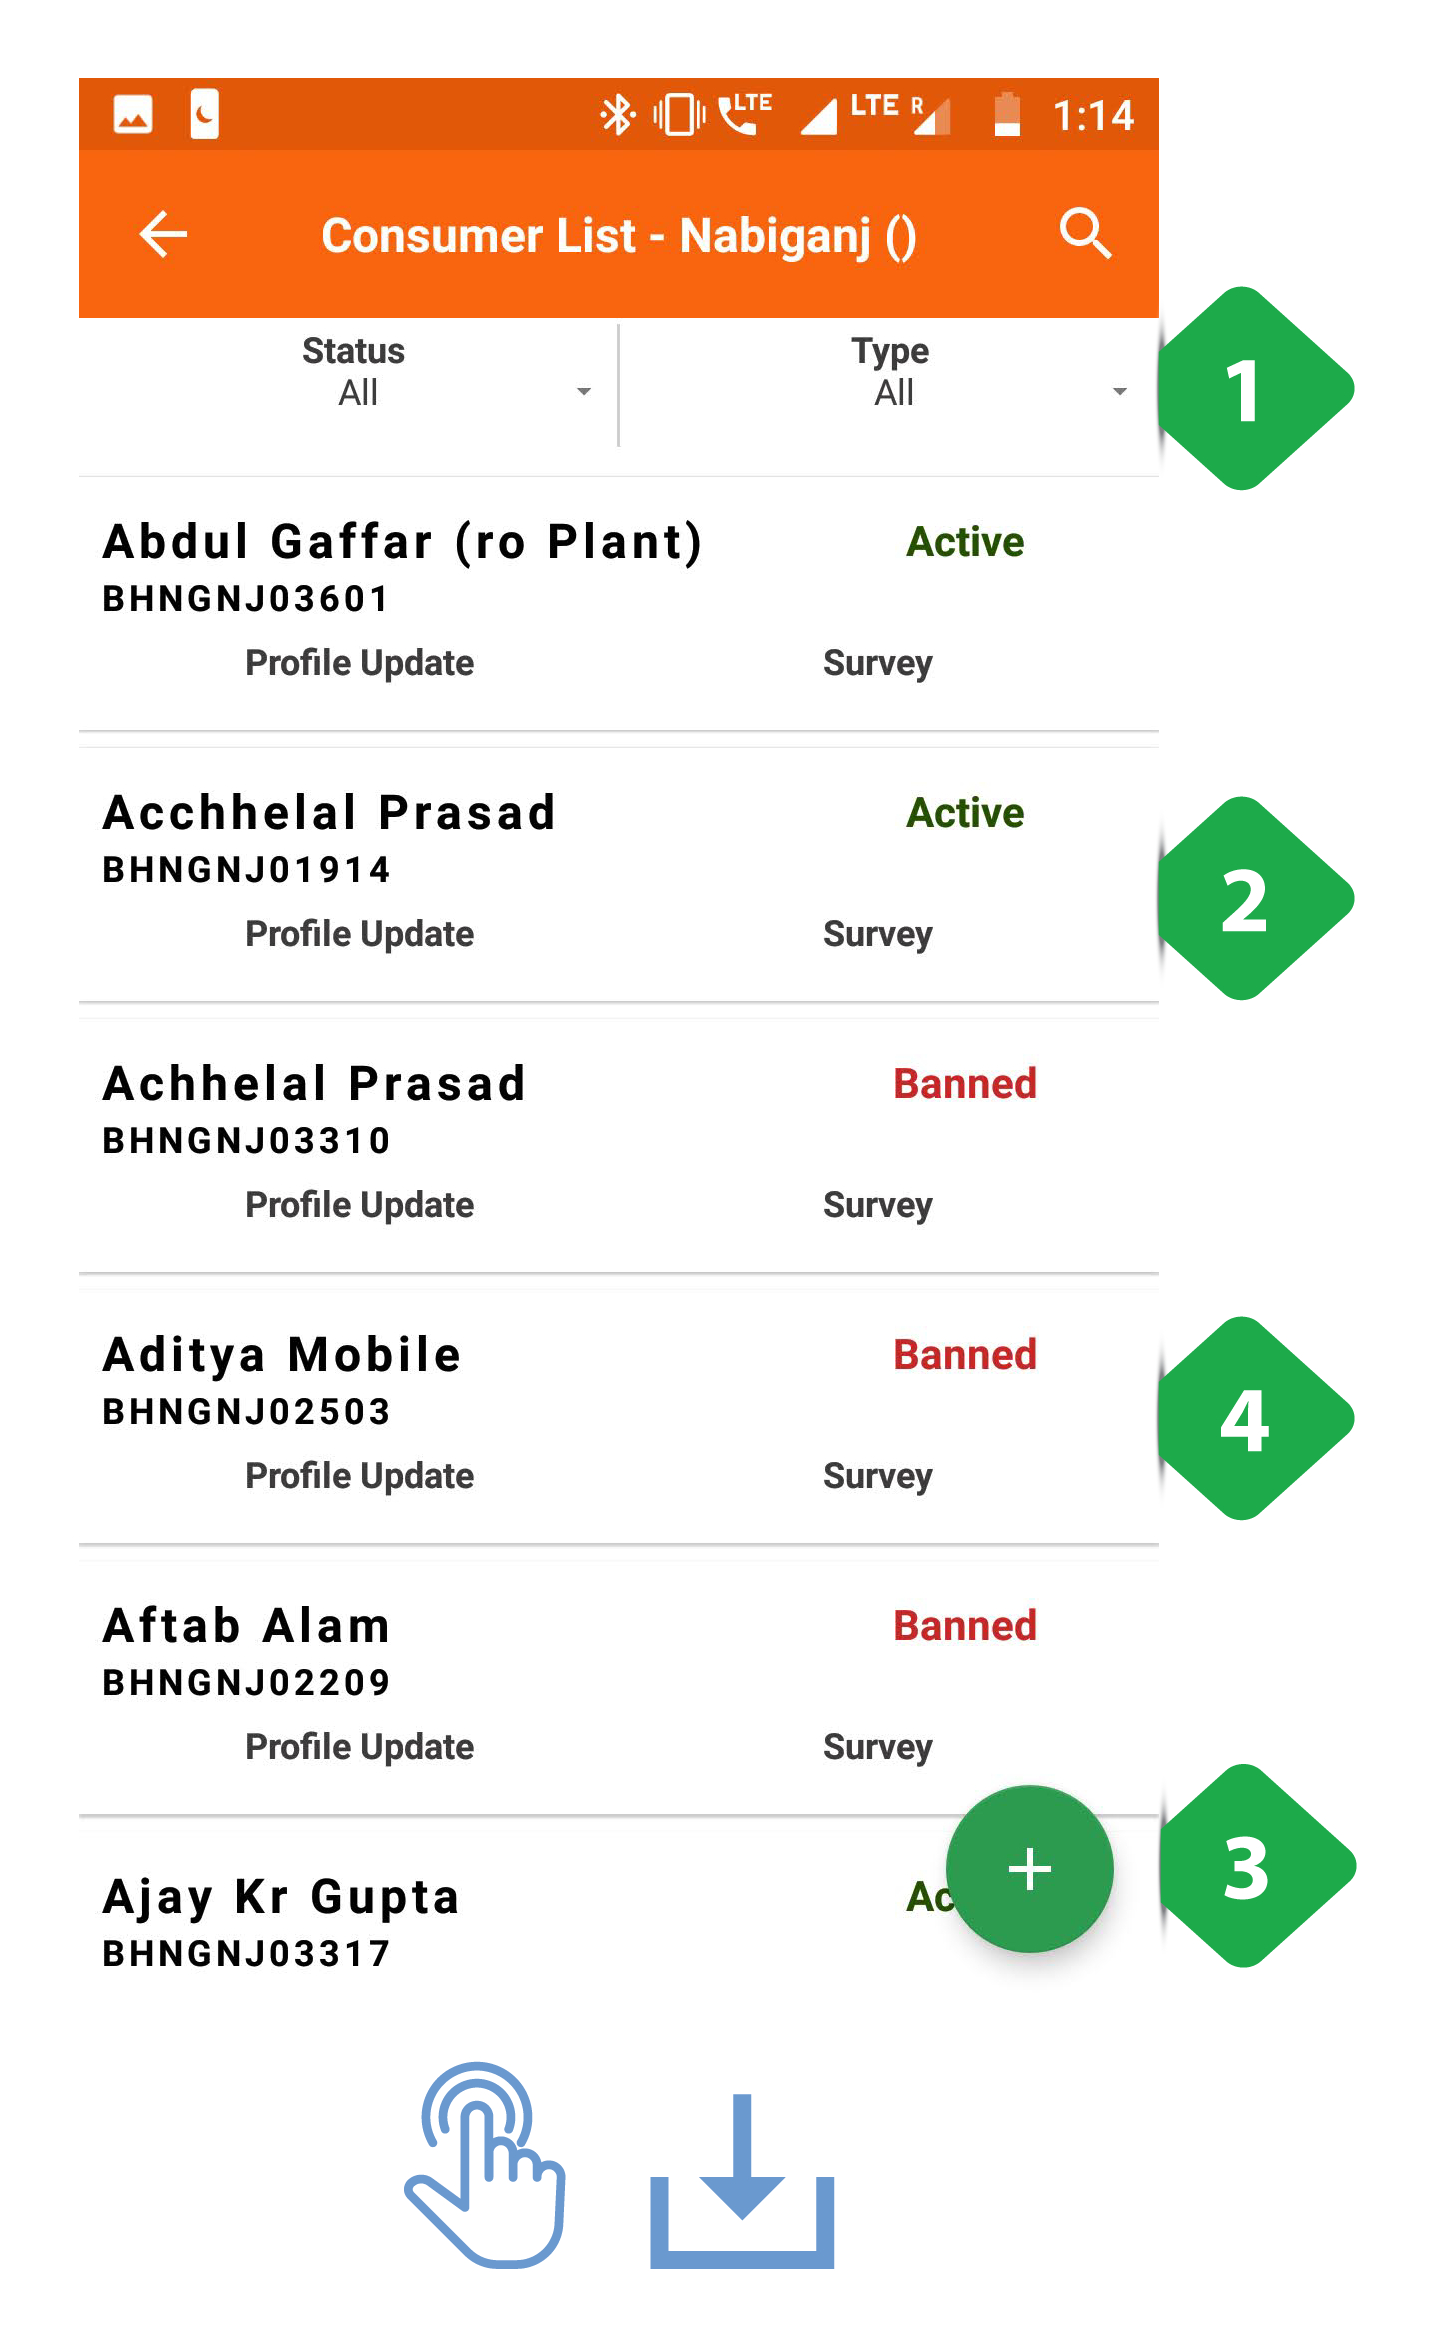 LTE LTE R 1:14
Consumer List - Nabiganj ()
Status Type
All All
1
Abdul Gaffar (ro Plant) Active
BHNGNJ03601
Profile Update Survey
Acchhelal Prasad Active
BHNGNJ01914
2
Profile Update Survey
Achhelal Prasad Banned
BHNGNJ03310
Profile Update Survey
Aditya Mobile Banned
BHNGNJ02503
4
Profile Update Survey
Aftab Alam Banned
BHNGNJ02209
Profile Update Survey
+
3
Ajay Kr Gupta Ac
BHNGNJ03317